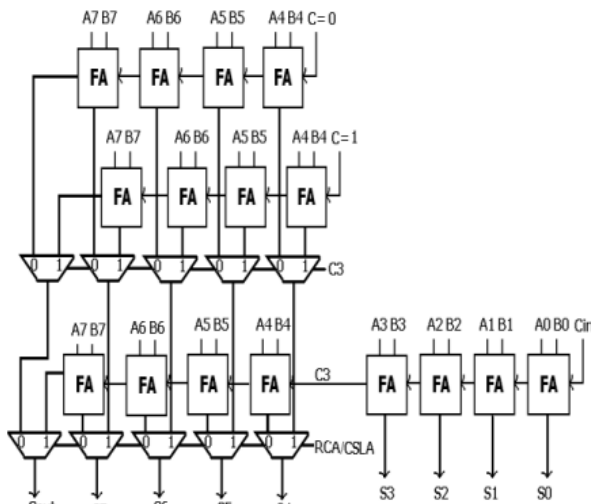 A7 B7 A6 B6 A5 B5 A4 B4 C=0
FA FA FA FA
A7 B7 A6 B6 A5 B5 A4 B4 C=1
FA FA FA FA
0 1 0 1 0 1 0 1 0 1 C3
A7 B7 A6 B6 A5 B5 A4 B4 A3 B3 A2 B2 A1 B1 A0 B0 Cin
C3
FA FA FA FA FA FA FA FA
0 1 0 1 0 1 0 1 0 1 RCA/CSLA
S3 S2 S1 S0